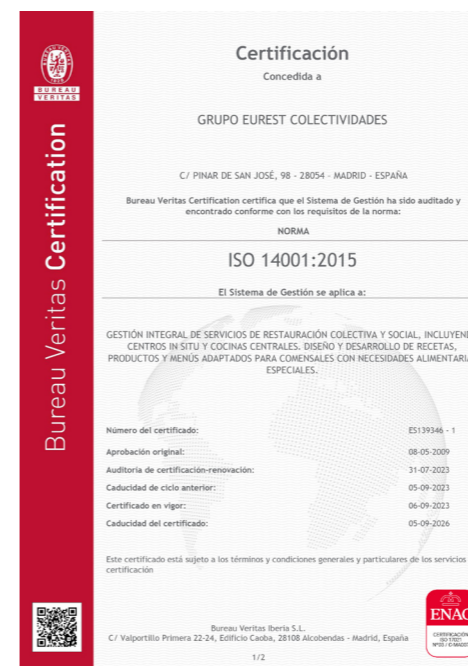 BUREAU
VERITAS
Bureau Veritas Certification
Certificación
Concedida a
GRUPO EUREST COLECTIVIDADES
C/ PINAR DE SAN JOSÉ, 98 - 28054 - MADRID - ESPAÑA
Bureau Veritas Certification certifica que el Sistema de Gestión ha sido auditado y
encontrado conforme con los requisitos de la norma:
NORMA
ISO 14001:2015
El Sistema de Gestión se aplica a:
GESTIÓN INTEGRAL DE SERVICIOS DE RESTAURACIÓN COLECTIVA Y SOCIAL, INCLUYEND
CENTROS IN SITU Y COCINAS CENTRALES. DISEÑO Y DESARROLLO DE RECETAS,
PRODUCTOS Y MENÚS ADAPTADOS PARA COMENSALES CON NECESIDADES ALIMENTARIA
ESPECIALES.
Número del certificado: ES139346 - 1
Aprobación original: 08-05-2009
Auditoría de certificación-renovación: 31-07-2023
Caducidad de ciclo anterior: 05-09-2023
Certificado en vigor: 06-09-2023
Caducidad del certificado: 05-09-2026
Este certificado está sujeto a los términos y condiciones generales y particulares de los servicios
certificación
Bureau Veritas Iberia S.L.
C/ Valportillo Primera 22-24, Edificio Caoba, 28108 Alcobendas - Madrid, España
1/2
ENAC
CERTIFICACIÓN
ISO 17021